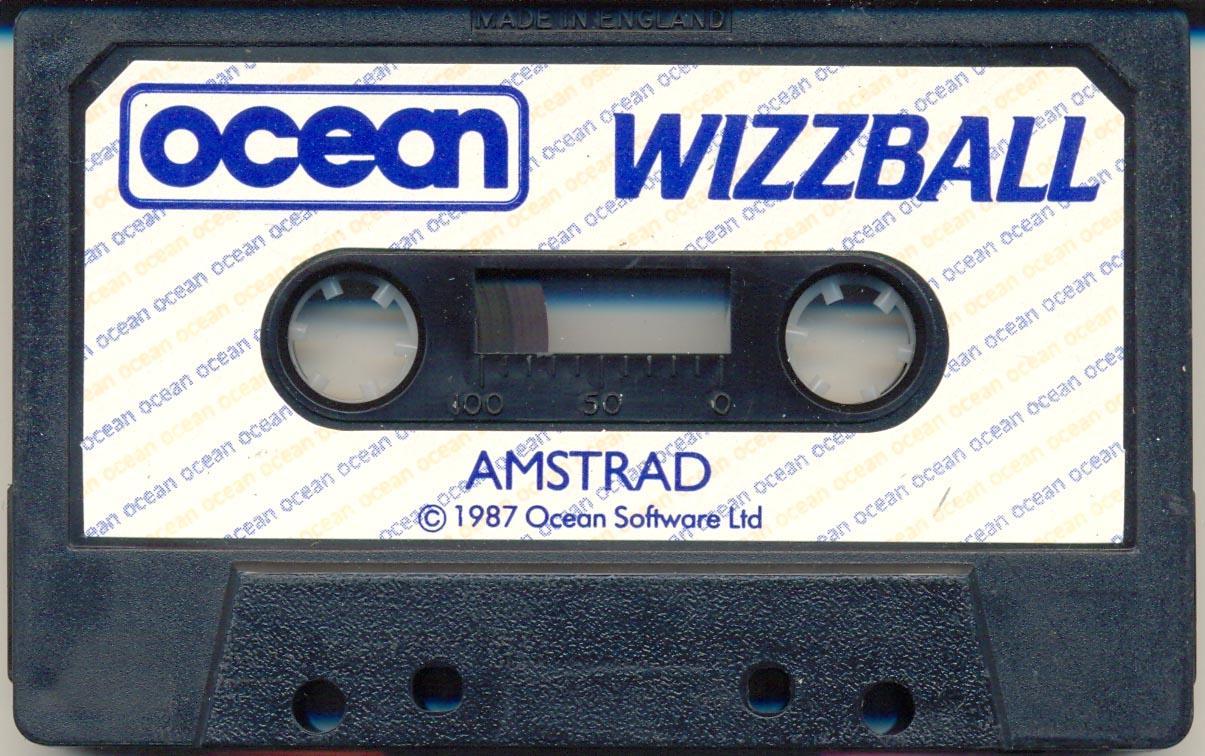 MADE IN ENGLAND
ocean WIZZBALL
100 50 0
AMSTRAD
© 1987 Ocean Software Ltd